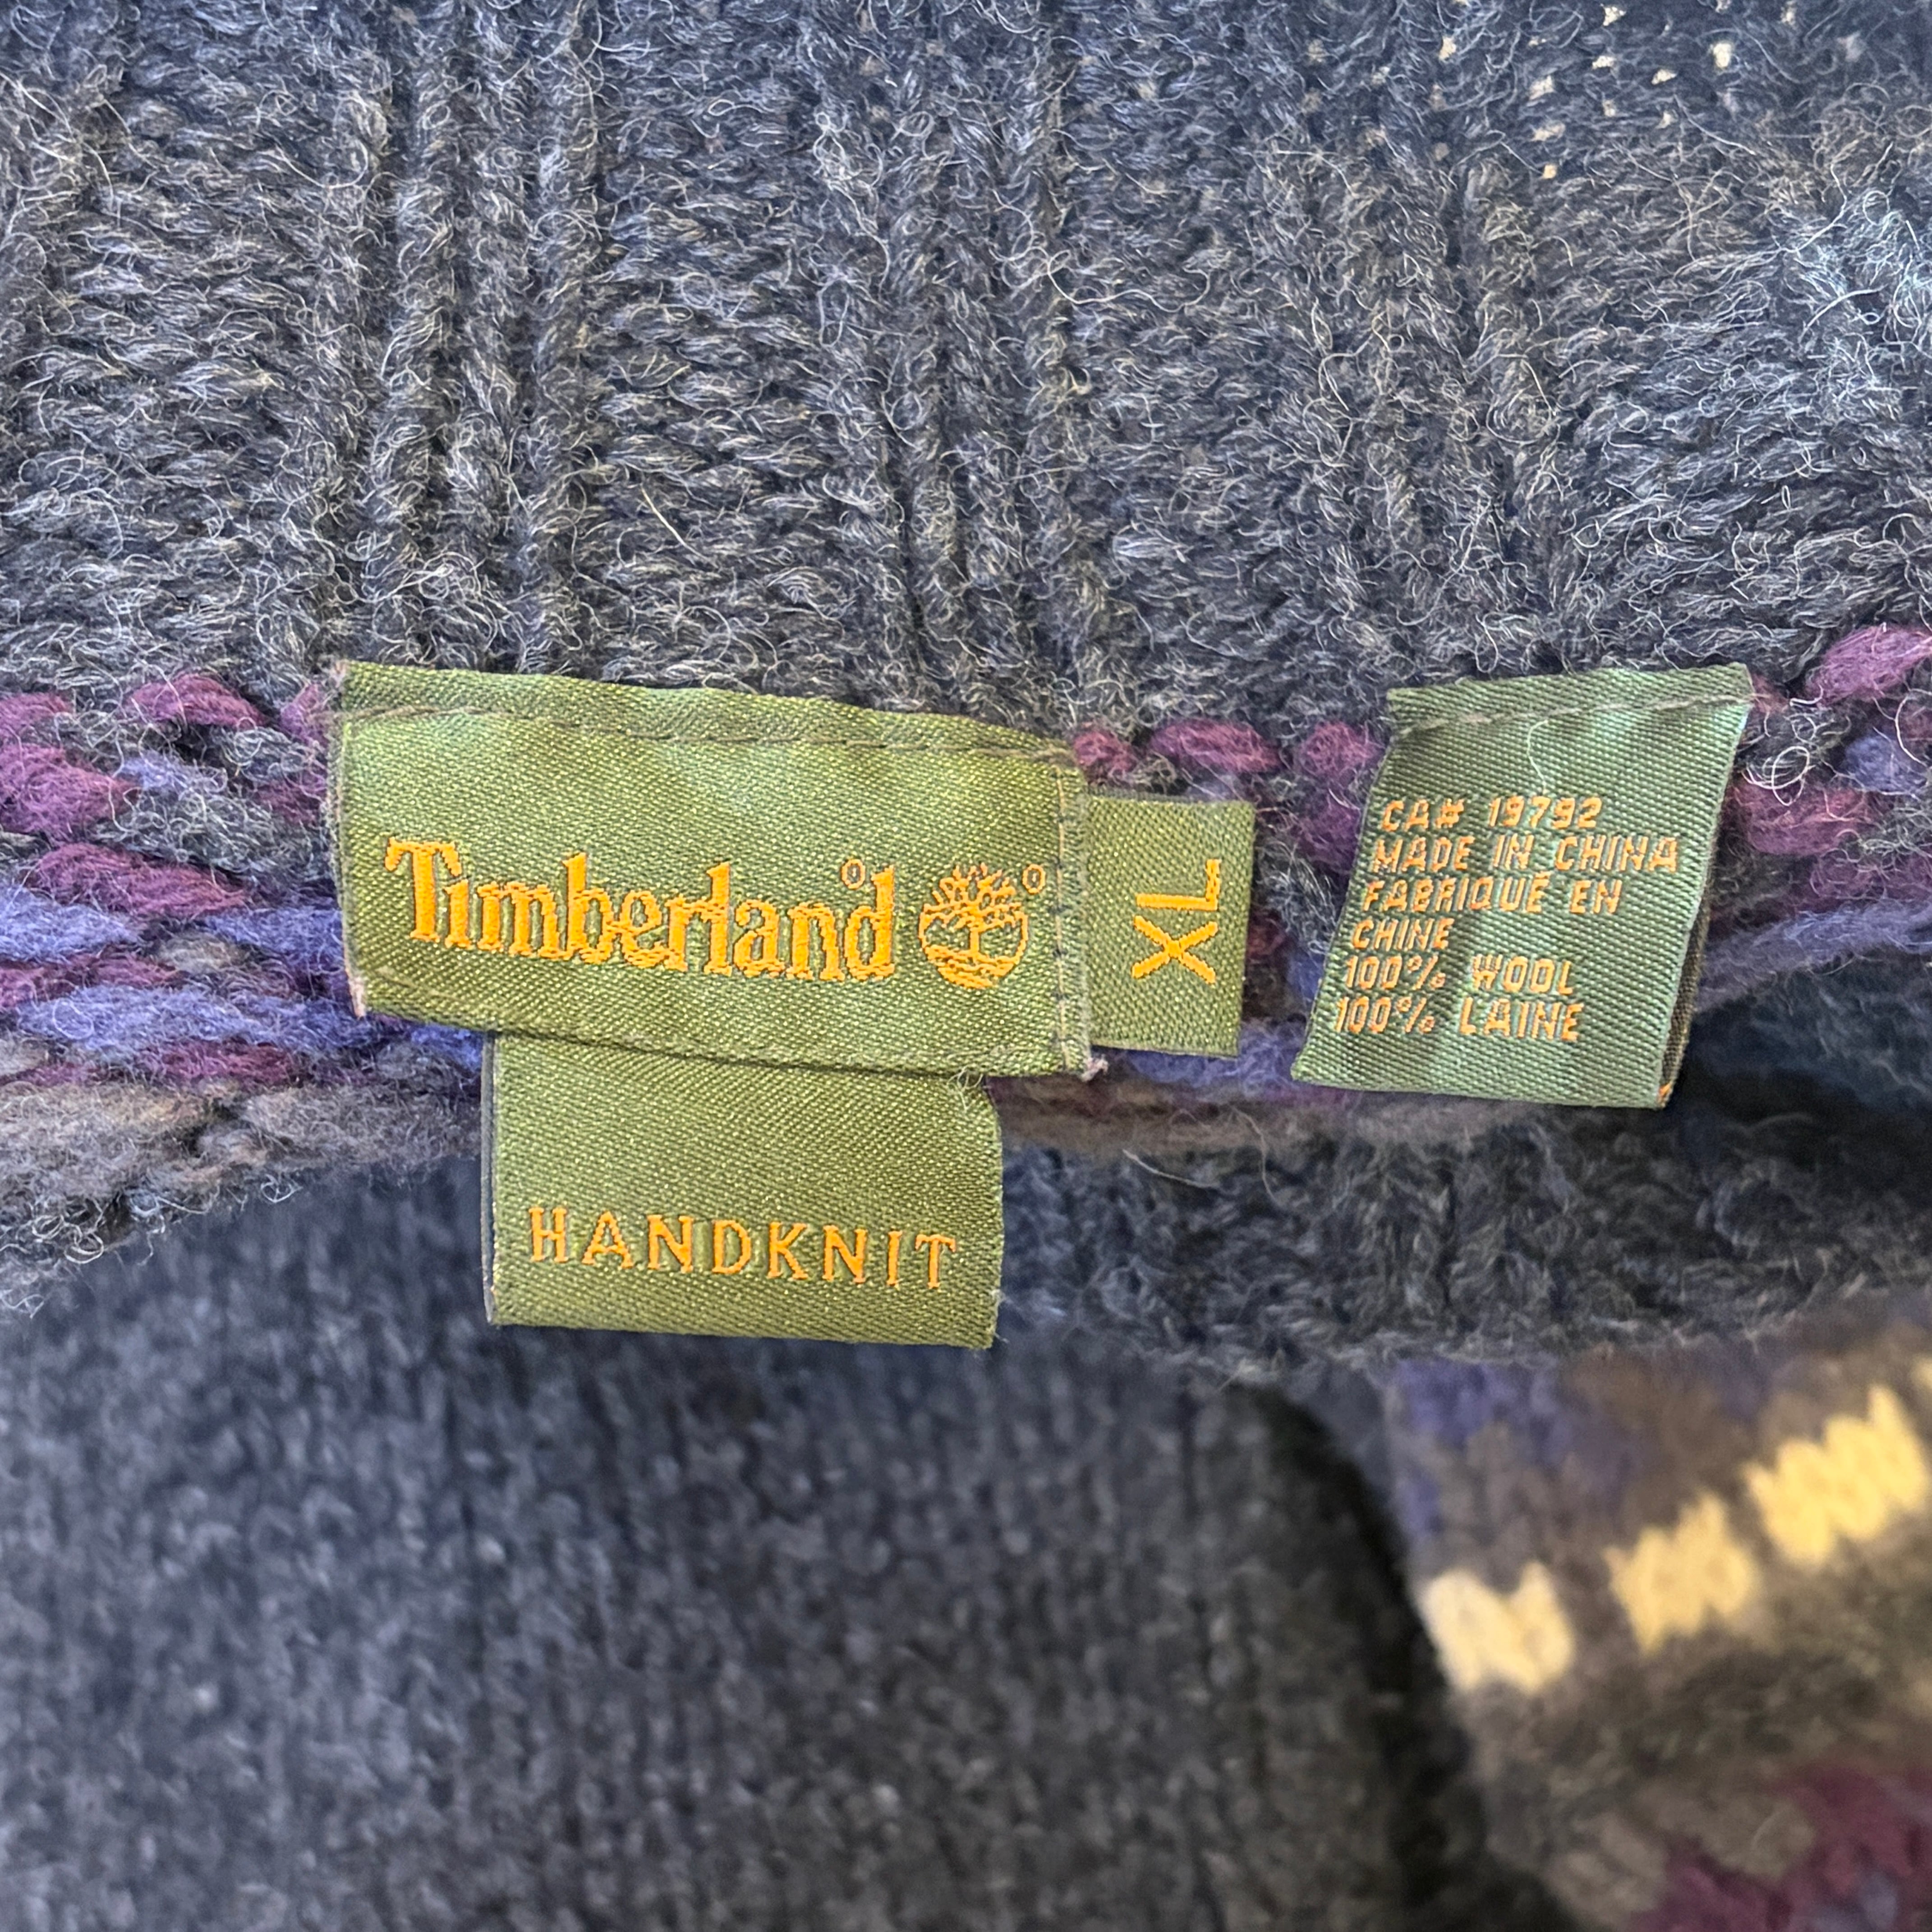 Timberland®
XL
HANDKNIT
CA# 19792
MADE IN CHINA
FABRIQUÉ EN
CHINE
100% WOOL
100% LAINE